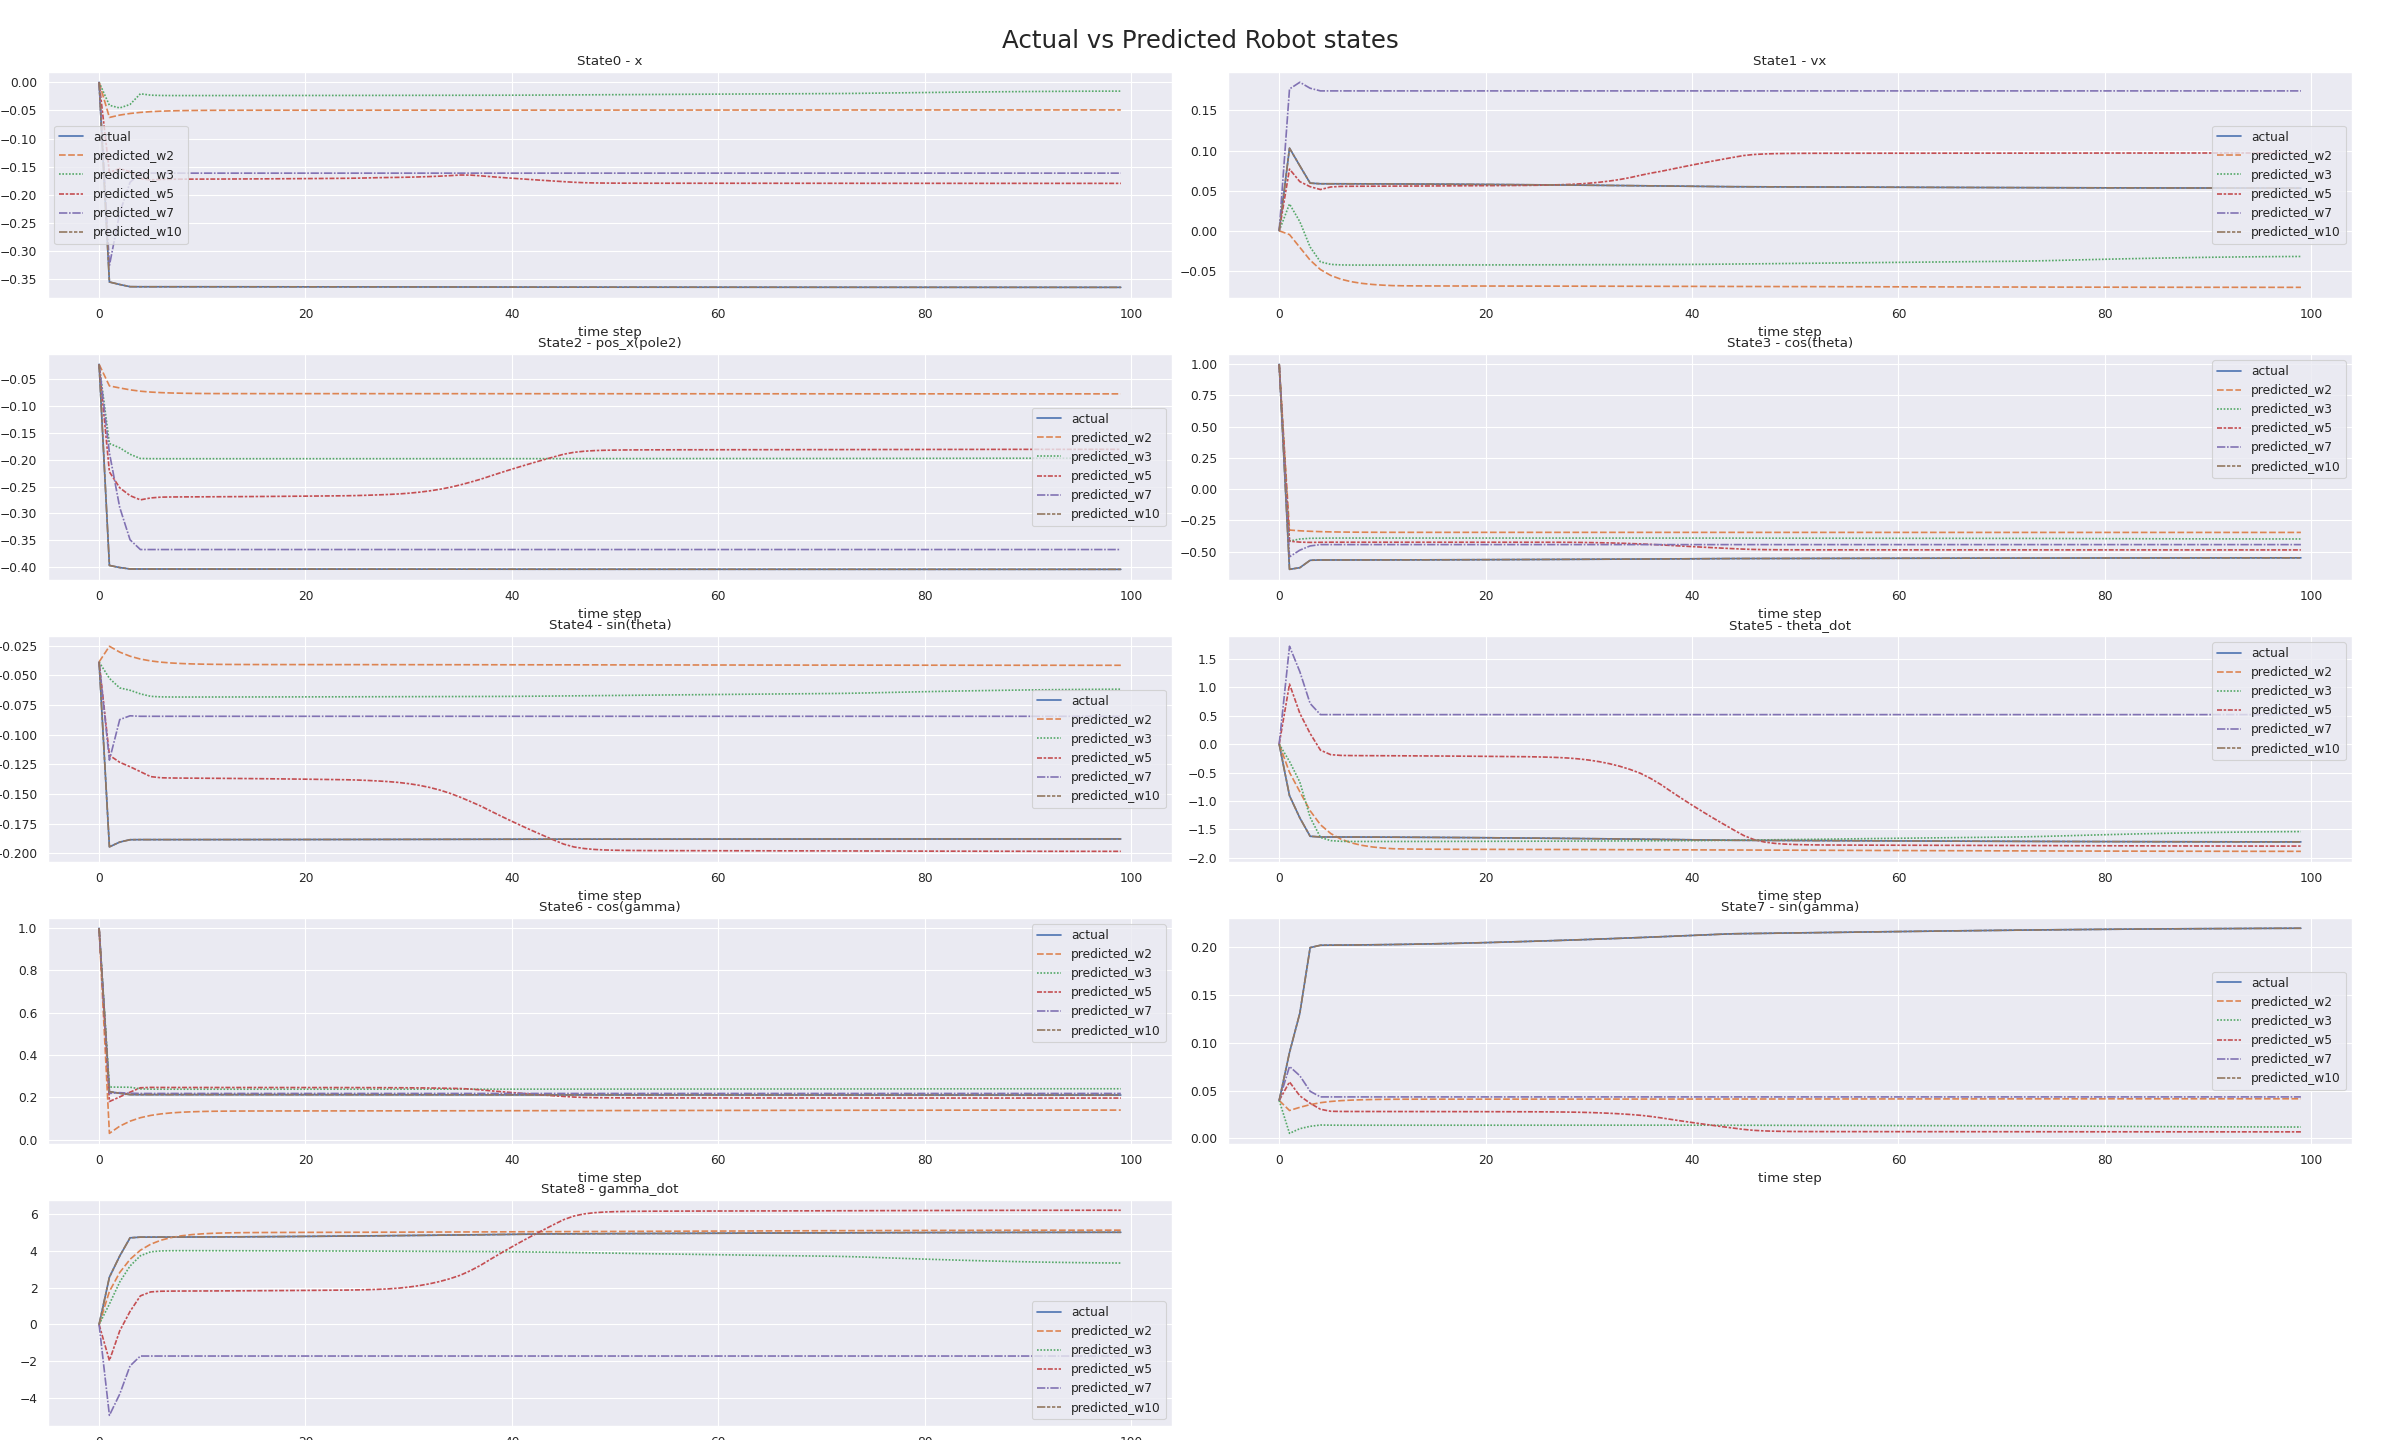 Actual vs Predicted Robot states
State0 - x
0.00
−0.05
−0.10
−0.15
−0.20
−0.25
−0.30
−0.35
actual
predicted_w2
predicted_w3
predicted_w5
predicted_w7
predicted_w10
0 20 40 60 80 100
time step
State1 - vx
0.15
0.10
0.05
0.00
−0.05
actual
predicted_w2
predicted_w3
predicted_w5
predicted_w7
predicted_w10
0 20 40 60 80 100
time step
State2 - pos_x(pole2)
−0.05
−0.10
−0.15
−0.20
−0.25
−0.30
−0.35
−0.40
actual
predicted_w2
predicted_w3
predicted_w5
predicted_w7
predicted_w10
0 20 40 60 80 100
time step
State3 - cos(theta)
1.00
0.75
0.50
0.25
0.00
−0.25
−0.50
actual
predicted_w2
predicted_w3
predicted_w5
predicted_w7
predicted_w10
0 20 40 60 80 100
time step
State4 - sin(theta)
−0.025
−0.050
−0.075
−0.100
−0.125
−0.150
−0.175
−0.200
actual
predicted_w2
predicted_w3
predicted_w5
predicted_w7
predicted_w10
0 20 40 60 80 100
time step
State5 - theta_dot
1.5
1.0
0.5
0.0
−0.5
−1.0
−1.5
−2.0
actual
predicted_w2
predicted_w3
predicted_w5
predicted_w7
predicted_w10
0 20 40 60 80 100
time step
State6 - cos(gamma)
1.0
0.8
0.6
0.4
0.2
0.0
actual
predicted_w2
predicted_w3
predicted_w5
predicted_w7
predicted_w10
0 20 40 60 80 100
time step
State7 - sin(gamma)
0.20
0.15
0.10
0.05
0.00
actual
predicted_w2
predicted_w3
predicted_w5
predicted_w7
predicted_w10
0 20 40 60 80 100
time step
State8 - gamma_dot
6
4
2
0
−2
−4
actual
predicted_w2
predicted_w3
predicted_w5
predicted_w7
predicted_w10